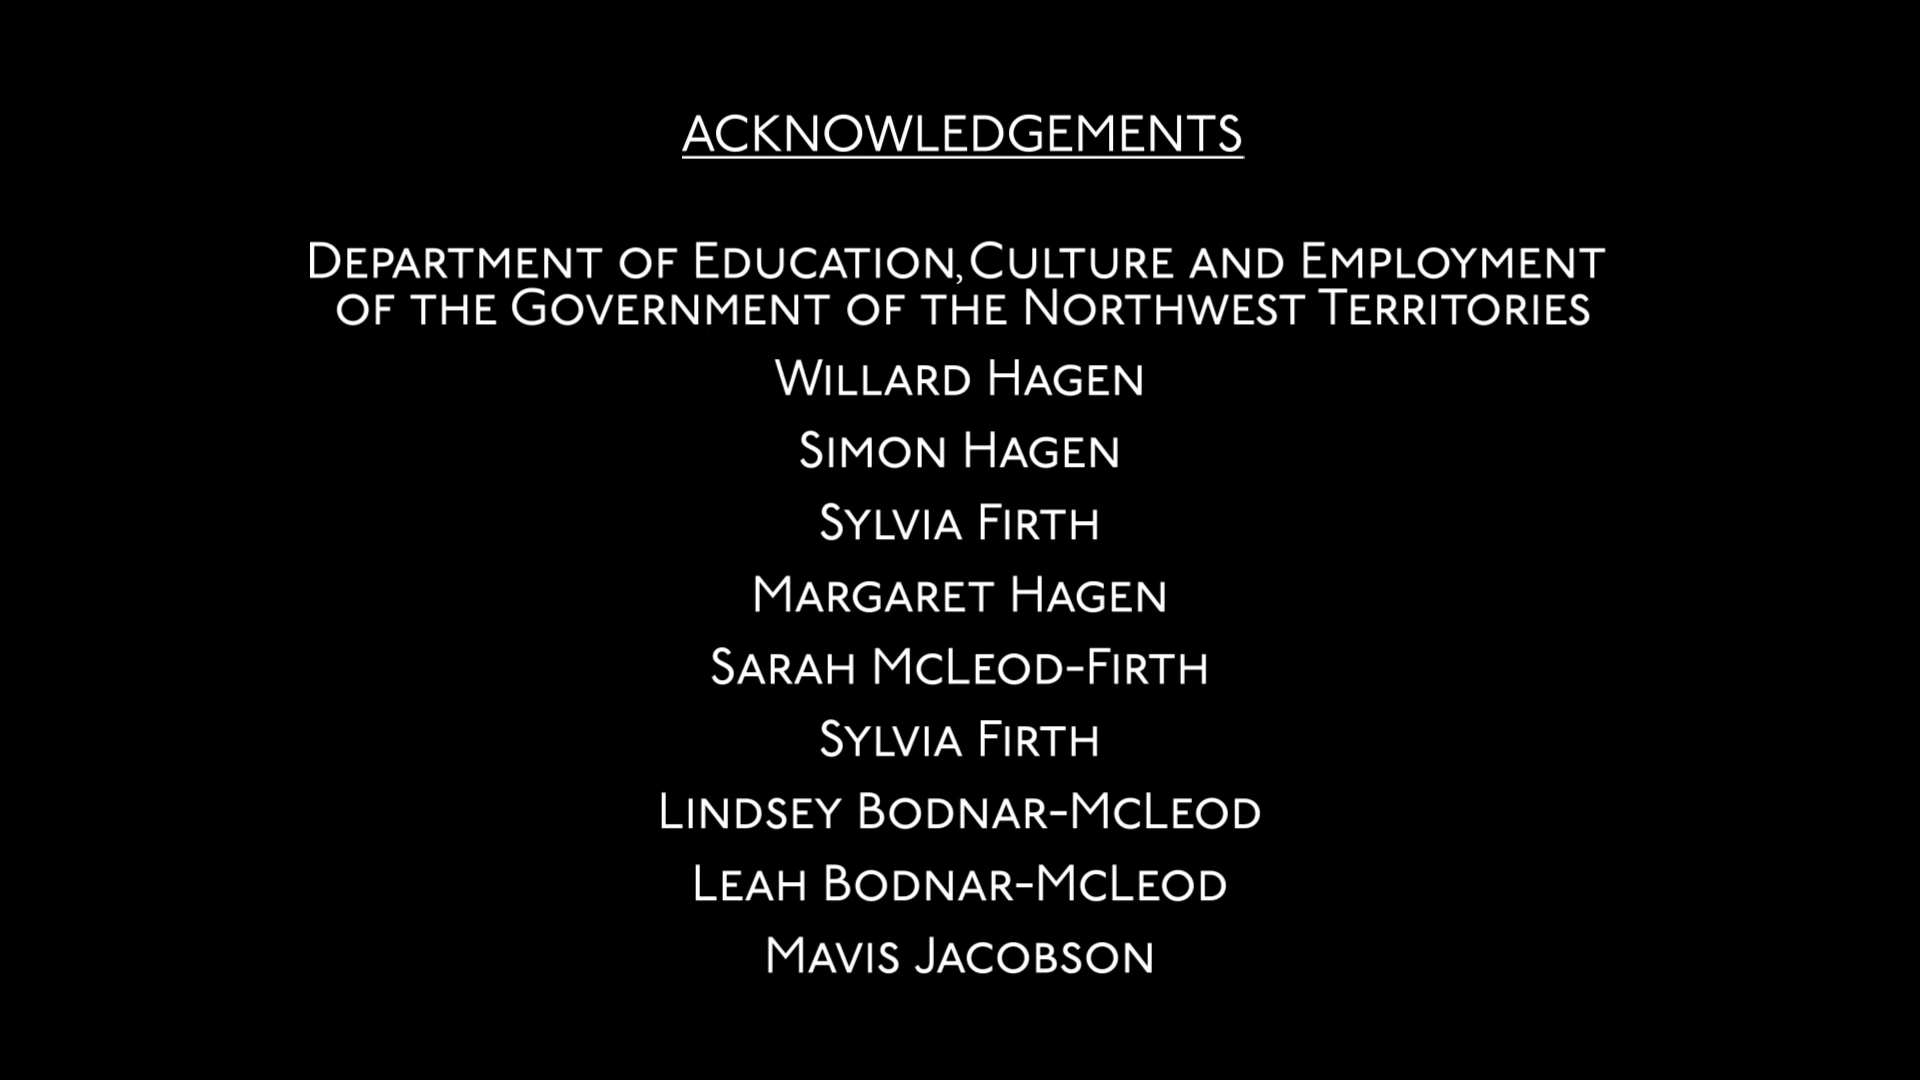 ACKNOWLEDGEMENTS
DEPARTMENT OF EDUCATION, CULTURE AND EMPLOYMENT
OF THE GOVERNMENT OF THE NORTHWEST TERRITORIES
WILLARD HAGEN
SIMON HAGEN
SYLVIA FIRTH
MARGARET HAGEN
SARAH MCLEOD-FIRTH
SYLVIA FIRTH
LINDSEY BODNAR-MCLEOD
LEAH BODNAR-MCLEOD
MAVIS JACOBSON